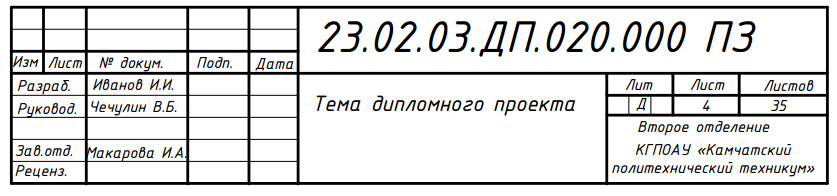 23.02.03.ДП.020.000 ПЗ
Изм Лист № докум. Подп. Дата
Разраб. Иванов И.И.
Руковод. Чечулин В.Б.
Зав.отд. Макарова И.А.
Реценз.
Тема дипломного проекта
Лит Лист Листов
Д 4 35
Второе отделение
КГПОАУ «Камчатский
политехнический техникум»